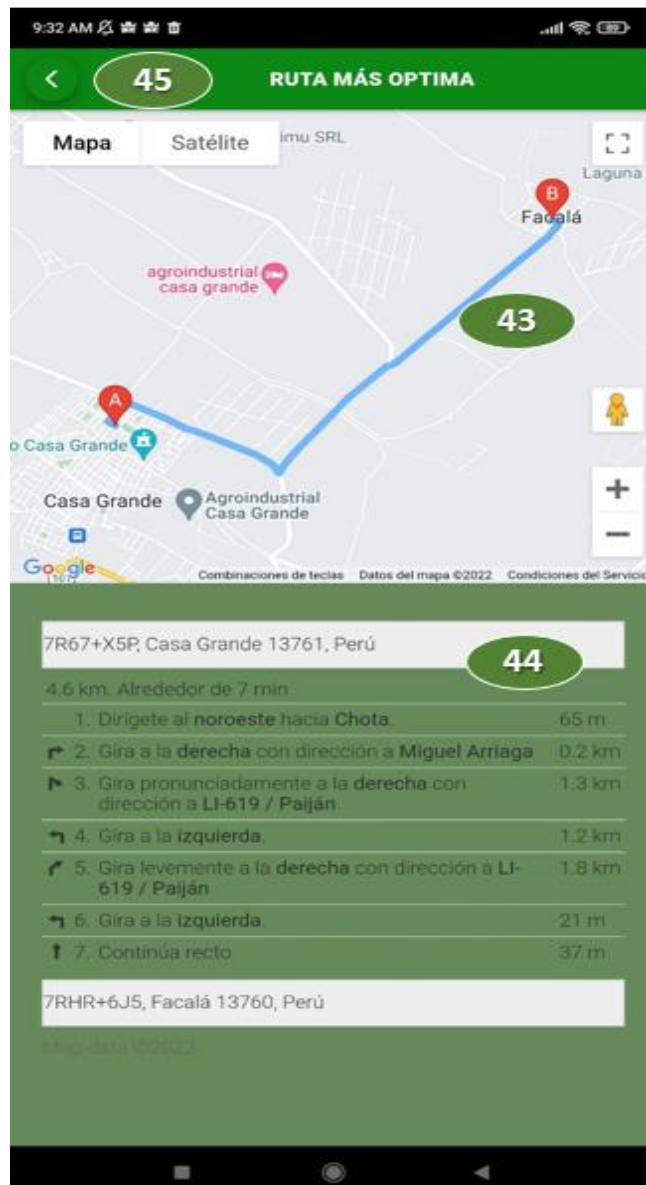 9:32 AM
89
45
RUTA MÁS OPTIMA
Mapa
Satélite
imu SRL
Laguna
B
Facalá
agroindustrial
casa grande
43
A
o Casa Grande
Casa Grande
Agroindustrial
Casa Grande
Google
Combinaciones de teclas
Datos del mapa ©2022
Condiciones del Servicio
7R67+X5P, Casa Grande 13761, Perú
44
4.6 km. Alrededor de 7 min
1. Dirígete al noroeste hacia Chota. 65 m
2. Gira a la derecha con dirección a Miguel Arriaga 0.2 km
3. Gira pronunciadamente a la derecha con 1.3 km
dirección a LI-619 / Paiján
4. Gira a la izquierda. 1.2 km
5. Gira levemente a la derecha con dirección a LI- 1.8 km
619 / Paiján
6. Gira a la izquierda. 21 m
7. Continúa recto 37 m
7RHR+6J5, Facalá 13760, Perú
Map data ©2022